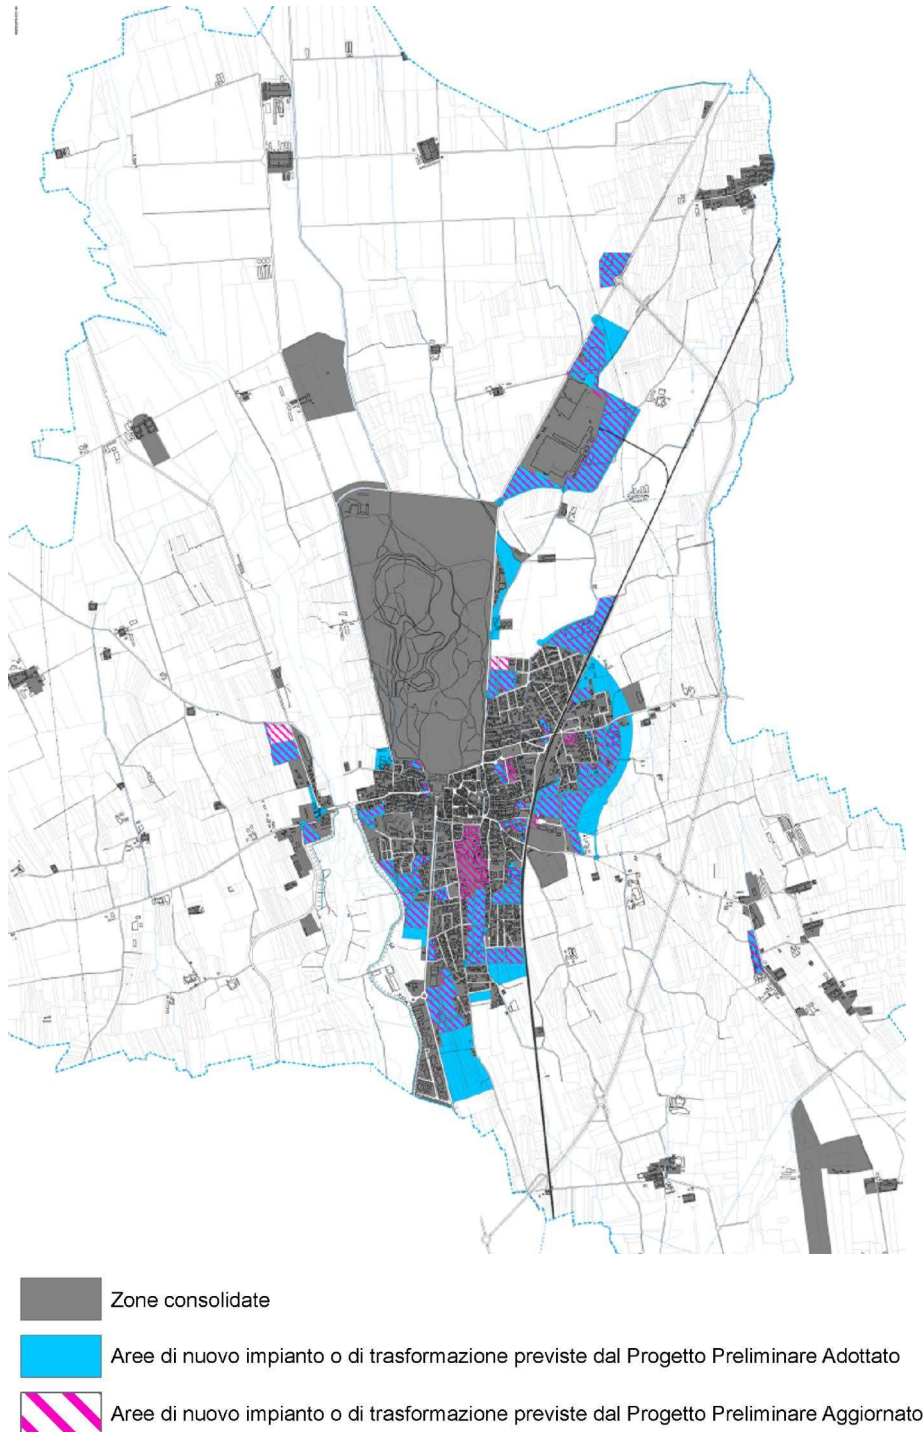 Zone consolidate
Aree di nuovo impianto o di trasformazione previste dal Progetto Preliminare Adottato
Aree di nuovo impianto o di trasformazione previste dal Progetto Preliminare Aggiornato